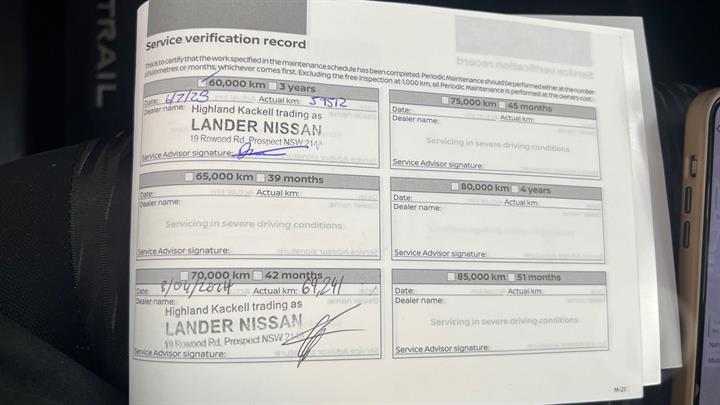 TRAIL
Service verification record
This is to certify that the work specified in the maintenance schedule has been completed. Periodic Maintenance should be performed either at the number
of kilometres or months, whichever comes first. Excluding the free inspection at 1,000 km, all Periodic Maintenance is performed at the owners cost.
60,000 km 3 years
Date: 4/7/23 Actual km: 59512
Dealer name: Highland Kackell trading as
LANDER NISSAN
19 Rowood Rd, Prospect NSW
Service Advisor signature:
65,000 km 39 months
Date: Actual km:
Dealer name:
Servicing in severe driving conditions
Service Advisor signature:
70,000 km 42 months
Date: 8/04/2024 Actual km: 69,241
Dealer name:
Highland Kackell trading as
LANDER NISSAN
19 Rowood Rd, Prospect NSW
Service Advisor signature:
75,000 km 45 months
Date: Actual km:
Dealer name:
Servicing in severe driving conditions
Service Advisor signature:
80,000 km 4 years
Date: Actual km:
Dealer name:
Service Advisor signature:
85,000 km 51 months
Date: Actual km:
Dealer name:
Servicing in severe driving conditions
Service Advisor signature:
M-21